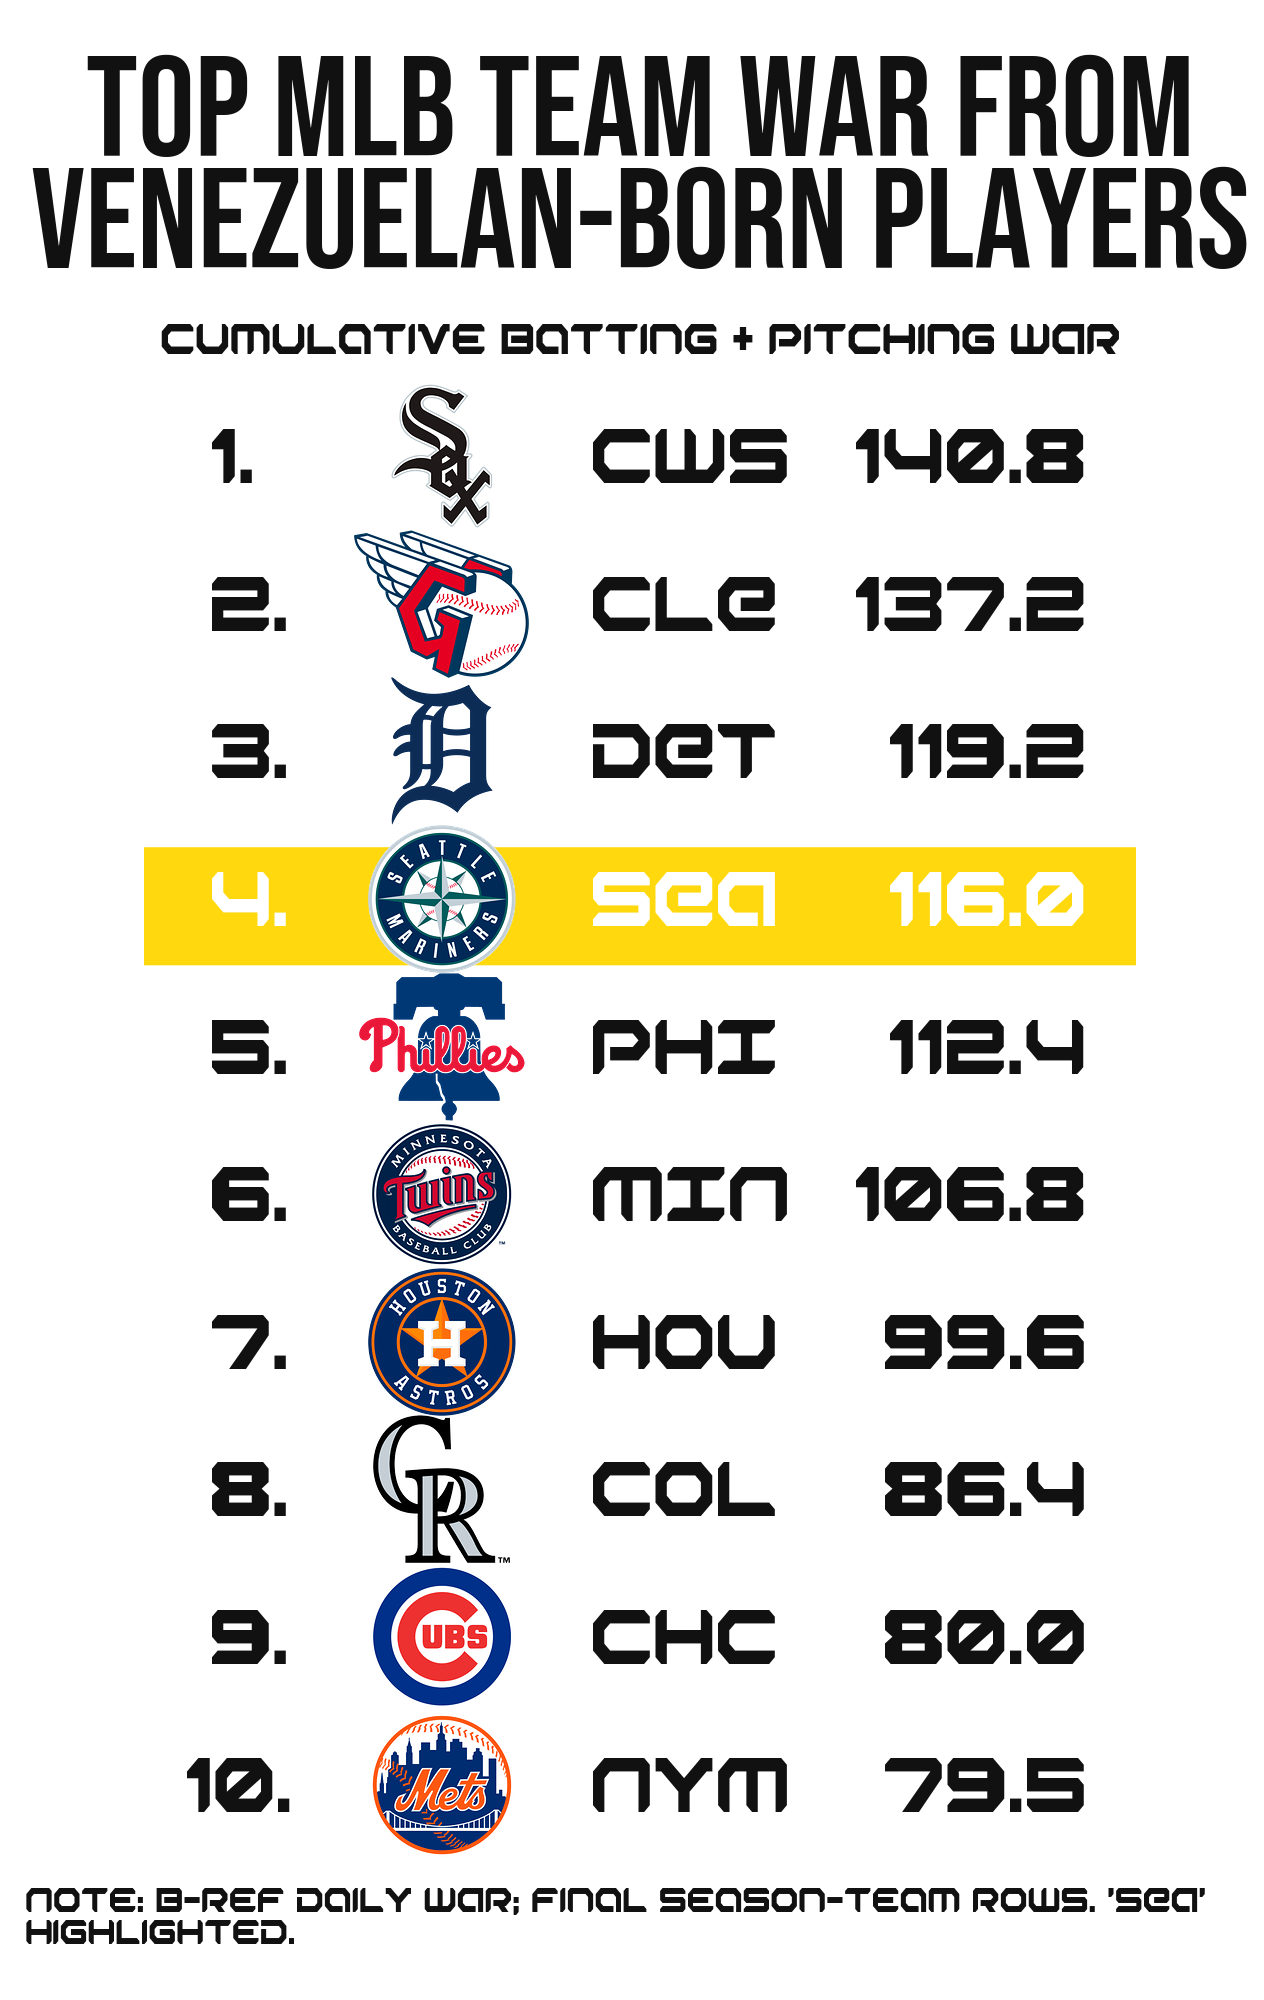 TOP MLB TEAM WAR FROM
VENEZUELAN-BORN PLAYERS
CUMULATIVE BATTING + PITCHING WAR
1. Sox CWS 140.8
2. CLE 137.2
3. D DET 119.2
4. SEATTLE MARINERS SEA 116.0
5. Phillies PHI 112.4
6. MINNESOTA Twins BASEBALL CLUB ™ MIN 106.8
7. HOUSTON H ASTROS HOU 99.6
8. CR ™ COL 86.4
9. CUBS CHC 80.0
10. Mets NYM 79.5
NOTE: B-REF DAILY WAR; FINAL SEASON-TEAM ROWS. 'SEA'
HIGHLIGHTED.